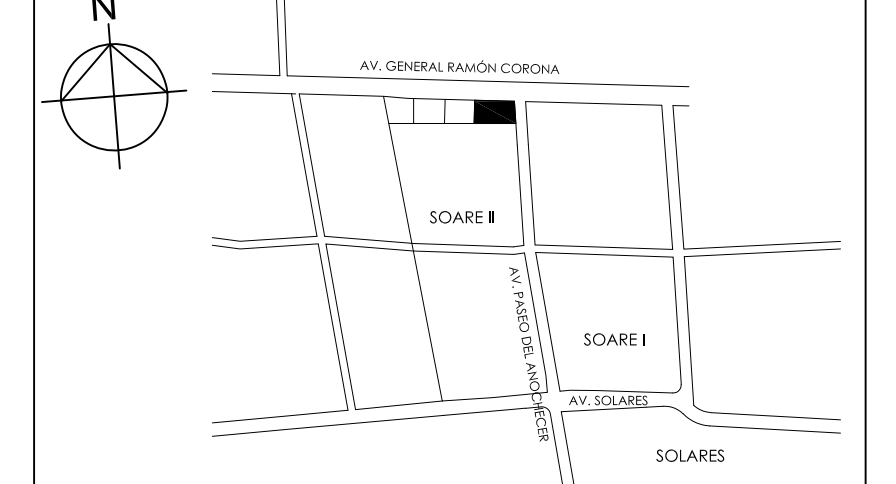 N
AV. GENERAL RAMÓN CORONA
SOARE II
AV. PASEO DEL ANOCHECER
SOARE I
AV. SOLARES
SOLARES